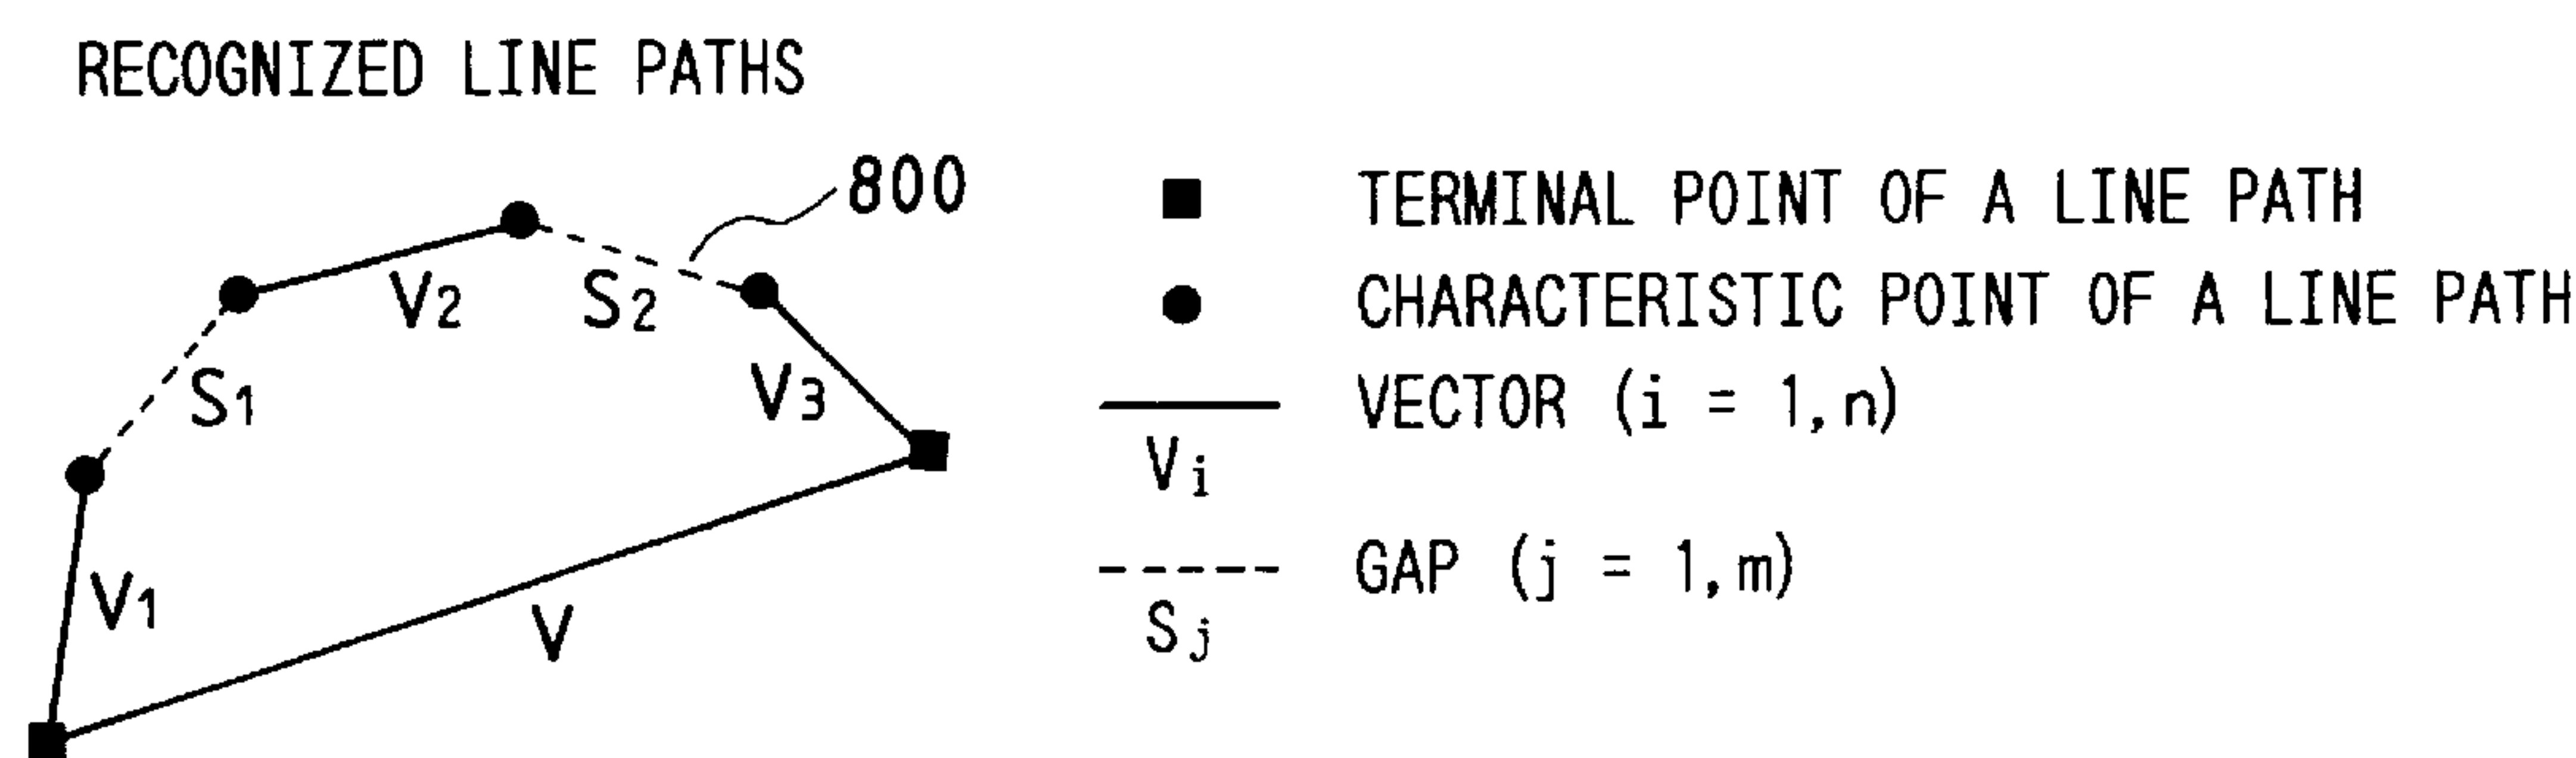 RECOGNIZED LINE PATHS
800
V2
S2
S1
V3
V1
V
TERMINAL POINT OF A LINE PATH
CHARACTERISTIC POINT OF A LINE PATH
VECTOR (i = 1,n)
Vi
GAP (j = 1,m)
Sj